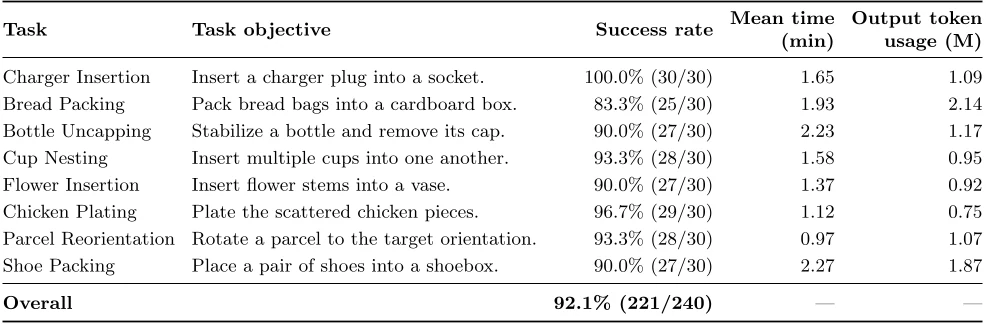 Task Task objective Success rate Mean time (min) Output token usage (M)
Charger Insertion Insert a charger plug into a socket. 100.0% (30/30) 1.65 1.09
Bread Packing Pack bread bags into a cardboard box. 83.3% (25/30) 1.93 2.14
Bottle Uncapping Stabilize a bottle and remove its cap. 90.0% (27/30) 2.23 1.17
Cup Nesting Insert multiple cups into one another. 93.3% (28/30) 1.58 0.95
Flower Insertion Insert flower stems into a vase. 90.0% (27/30) 1.37 0.92
Chicken Plating Plate the scattered chicken pieces. 96.7% (29/30) 1.12 0.75
Parcel Reorientation Rotate a parcel to the target orientation. 93.3% (28/30) 0.97 1.07
Shoe Packing Place a pair of shoes into a shoebox. 90.0% (27/30) 2.27 1.87
Overall 92.1% (221/240) — —